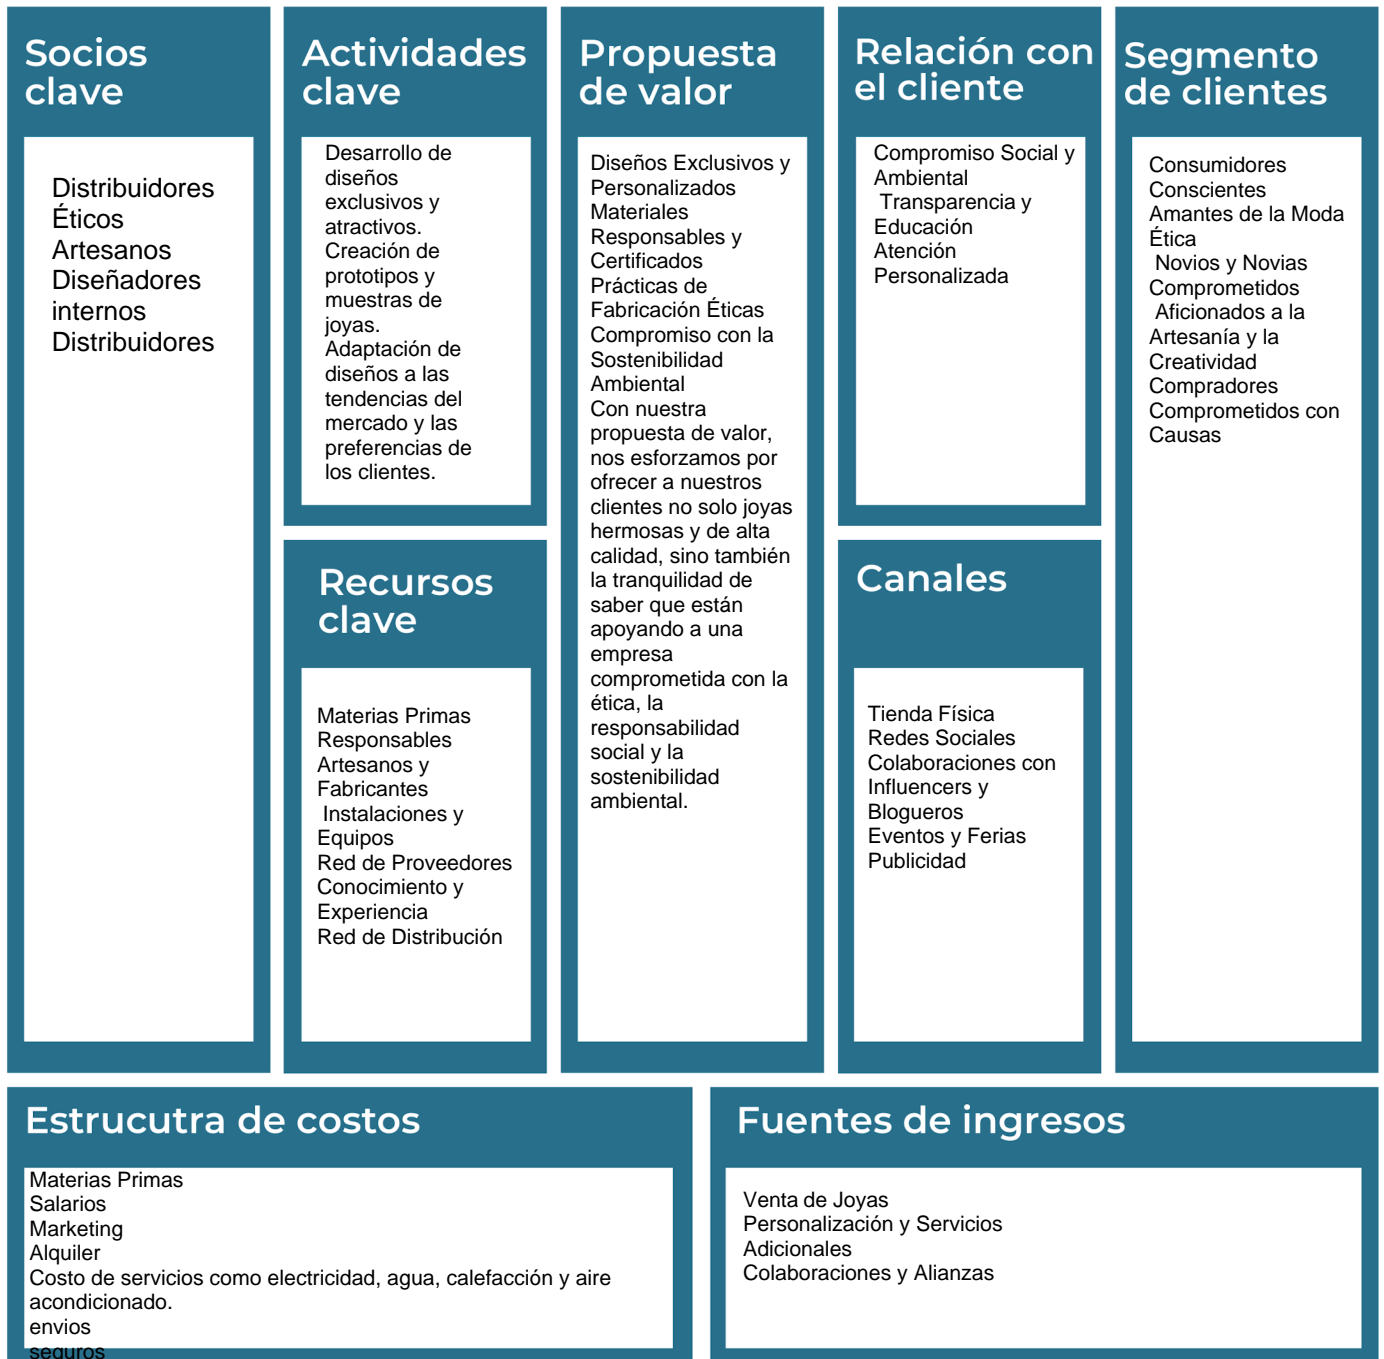 Socios
clave
Distribuidores
Éticos
Artesanos
Diseñadores
internos
Distribuidores
Actividades
clave
Desarrollo de
diseños
exclusivos y
atractivos.
Creación de
prototipos y
muestras de
joyas.
Adaptación de
diseños a las
tendencias del
mercado y las
preferencias de
los clientes.
Recursos
clave
Materias Primas
Responsables
Artesanos y
Fabricantes
Instalaciones y
Equipos
Red de Proveedores
Conocimiento y
Experiencia
Red de Distribución
Propuesta
de valor
Diseños Exclusivos y
Personalizados
Materiales
Responsables y
Certificados
Prácticas de
Fabricación Éticas
Compromiso con la
Sostenibilidad
Ambiental
Con nuestra
propuesta de valor,
nos esforzamos por
ofrecer a nuestros
clientes no solo joyas
hermosas y de alta
calidad, sino también
la tranquilidad de
saber que están
apoyando a una
empresa
comprometida con la
ética, la
responsabilidad
social y la
sostenibilidad
ambiental.
Relación con
el cliente
Compromiso Social y
Ambiental
Transparencia y
Educación
Atención
Personalizada
Canales
Tienda Física
Redes Sociales
Colaboraciones con
Influencers y
Blogueros
Eventos y Ferias
Publicidad
Segmento
de clientes
Consumidores
Conscientes
Amantes de la Moda
Ética
Novios y Novias
Comprometidos
Aficionados a la
Artesanía y la
Creatividad
Compradores
Comprometidos con
Causas
Estrucutra de costos
Materias Primas
Salarios
Marketing
Alquiler
Costo de servicios como electricidad, agua, calefacción y aire
acondicionado.
envios
seguros
Fuentes de ingresos
Venta de Joyas
Personalización y Servicios
Adicionales
Colaboraciones y Alianzas